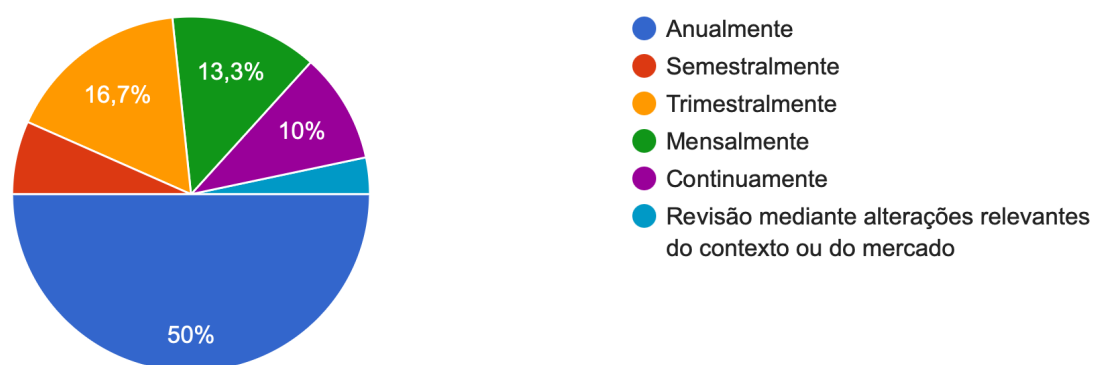 13,3%
16,7%
10%
50%
Anualmente
Semestralmente
Trimestralmente
Mensalmente
Continuamente
Revisão mediante alterações relevantes
do contexto ou do mercado